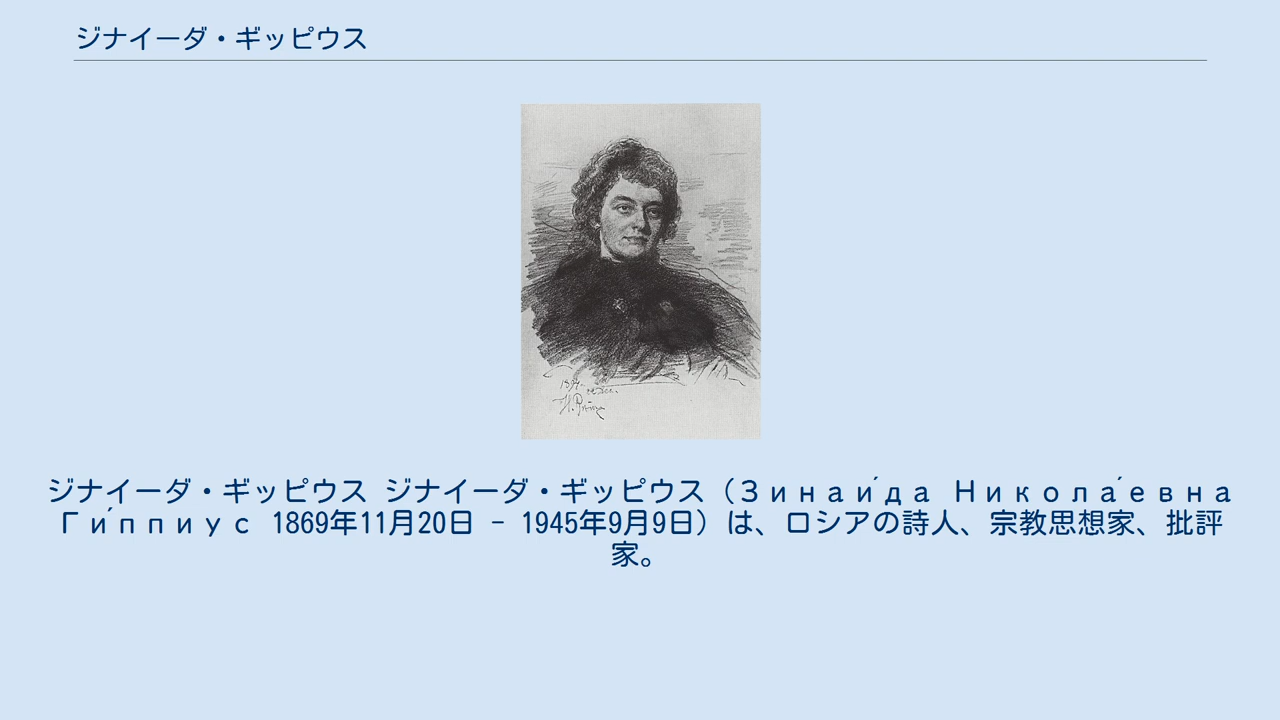 ジナイーダ・ギッピウス
1894.
ジナイーダ・ギッピウス ジナイーダ・ギッピウス（Зинаи́да Никола́евна
Ги́ппиус 1869年11月20日 - 1945年9月9日）は、ロシアの詩人、宗教思想家、批評
家。